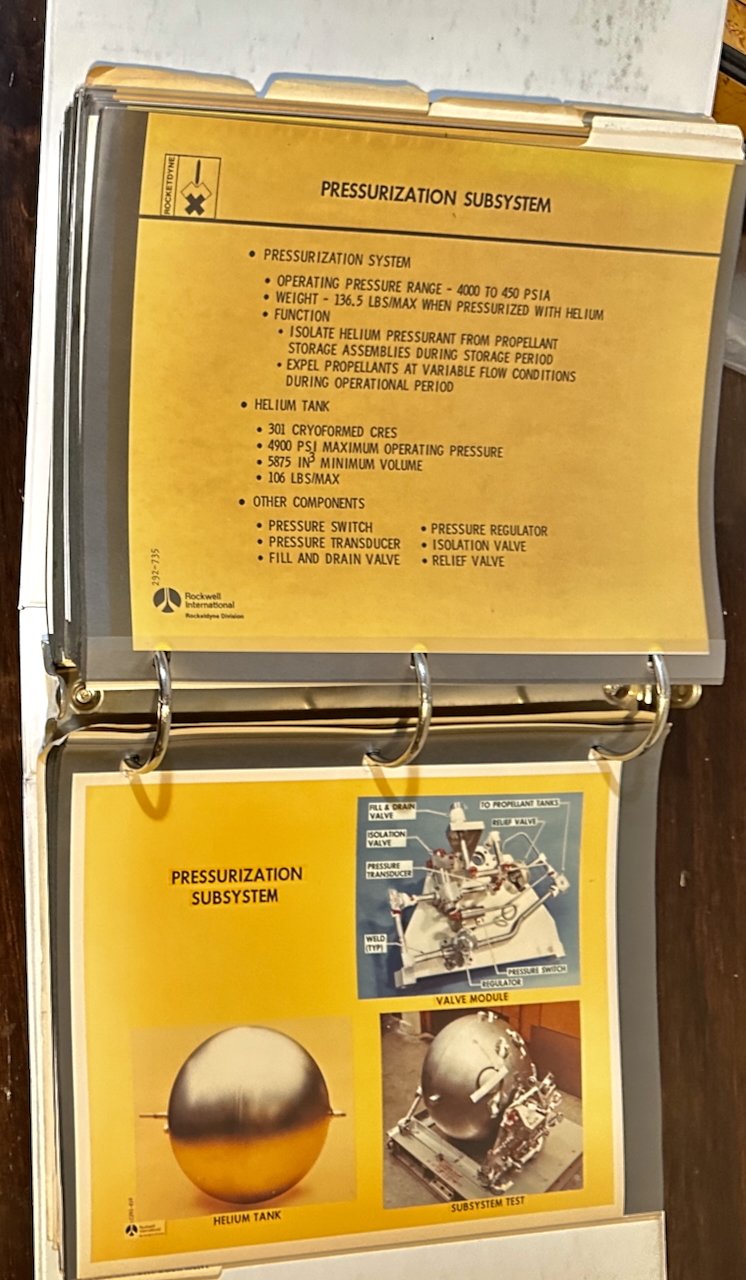 ROCKETDYNE
PRESSURIZATION SUBSYSTEM
• PRESSURIZATION SYSTEM
• OPERATING PRESSURE RANGE - 4000 TO 450 PSIA
• WEIGHT - 136.5 LBS/MAX WHEN PRESSURIZED WITH HELIUM
• FUNCTION
• ISOLATE HELIUM PRESSURANT FROM PROPELLANT
STORAGE ASSEMBLIES DURING STORAGE PERIOD
• EXPEL PROPELLANTS AT VARIABLE FLOW CONDITIONS
DURING OPERATIONAL PERIOD
• HELIUM TANK
• 301 CRYOFORMED CRES
• 4900 PSI MAXIMUM OPERATING PRESSURE
• 5875 IN³ MINIMUM VOLUME
• 106 LBS/MAX
• OTHER COMPONENTS
• PRESSURE SWITCH
• PRESSURE TRANSDUCER
• FILL AND DRAIN VALVE
• PRESSURE REGULATOR
• ISOLATION VALVE
• RELIEF VALVE
292-735
Rockwell
International
Rocketdyne Division
PRESSURIZATION
SUBSYSTEM
FILL & DRAIN
VALVE
ISOLATION
VALVE
PRESSURE
TRANSDUCER
WELD
(TYP)
TO PROPELLANT TANKS
RELIEF VALVE
PRESSURE SWITCH
REGULATOR
VALVE MODULE
HELIUM TANK
SUBSYSTEM TEST
Rockwell
International